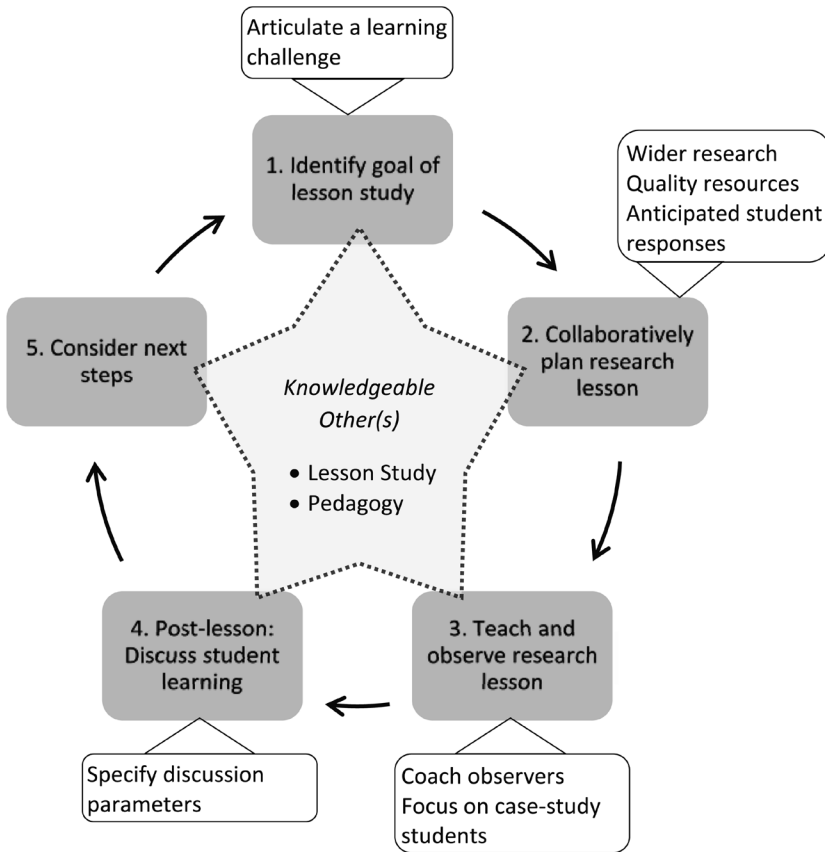 Articulate a learning
challenge
1. Identify goal of
lesson study
Wider research
Quality resources
Anticipated student
responses
2. Collaboratively
plan research
lesson
5. Consider next
steps
Knowledgeable
Other(s)
• Lesson Study
• Pedagogy
4. Post-lesson:
Discuss student
learning
3. Teach and
observe research
lesson
Specify discussion
parameters
Coach observers
Focus on case-study
students